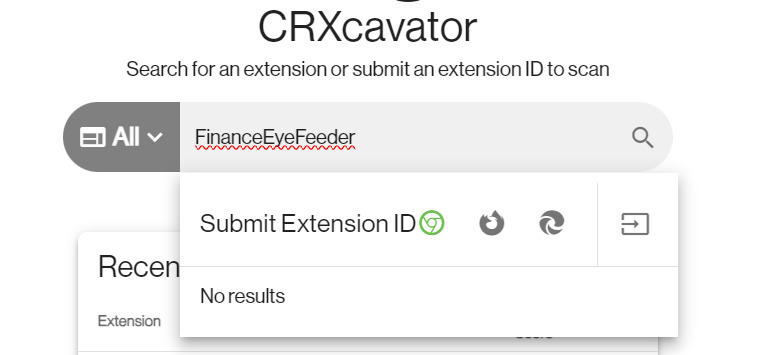 CRXcavator
Search for an extension or submit an extension ID to scan
All FinanceEyeFeeder
Submit Extension ID
Recen
No results
Extension